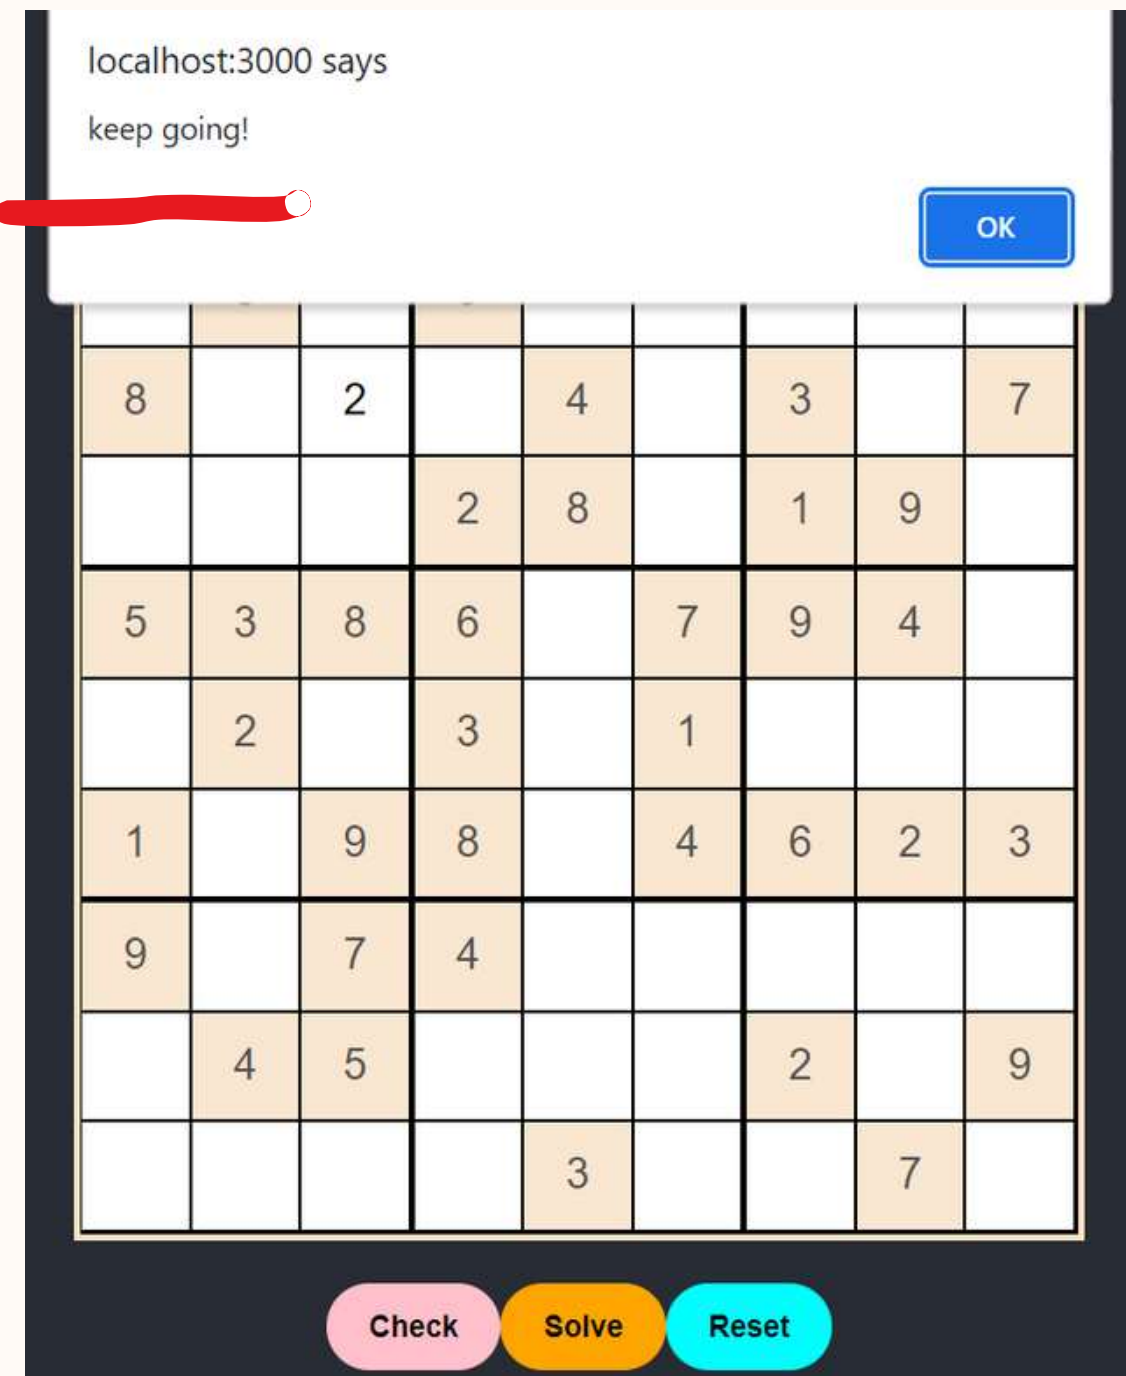 localhost:3000 says
keep going!
OK
8 2 4 3 7
2 8 1 9
5 3 8 6 7 9 4
2 3 1
1 9 8 4 6 2 3
9 7 4
4 5 2 9
3 7
Check Solve Reset